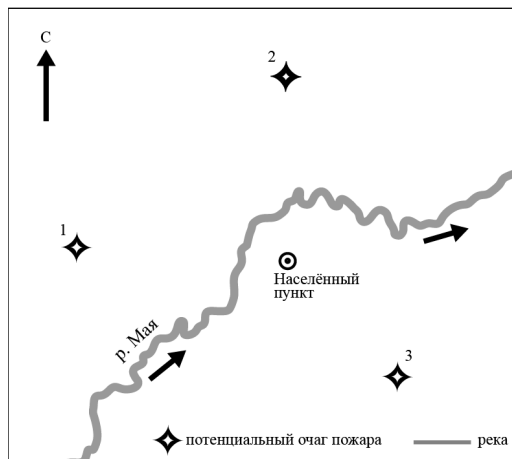 С
2
1
Населённый
пункт
р. Мая
3
потенциальный очаг пожара
река